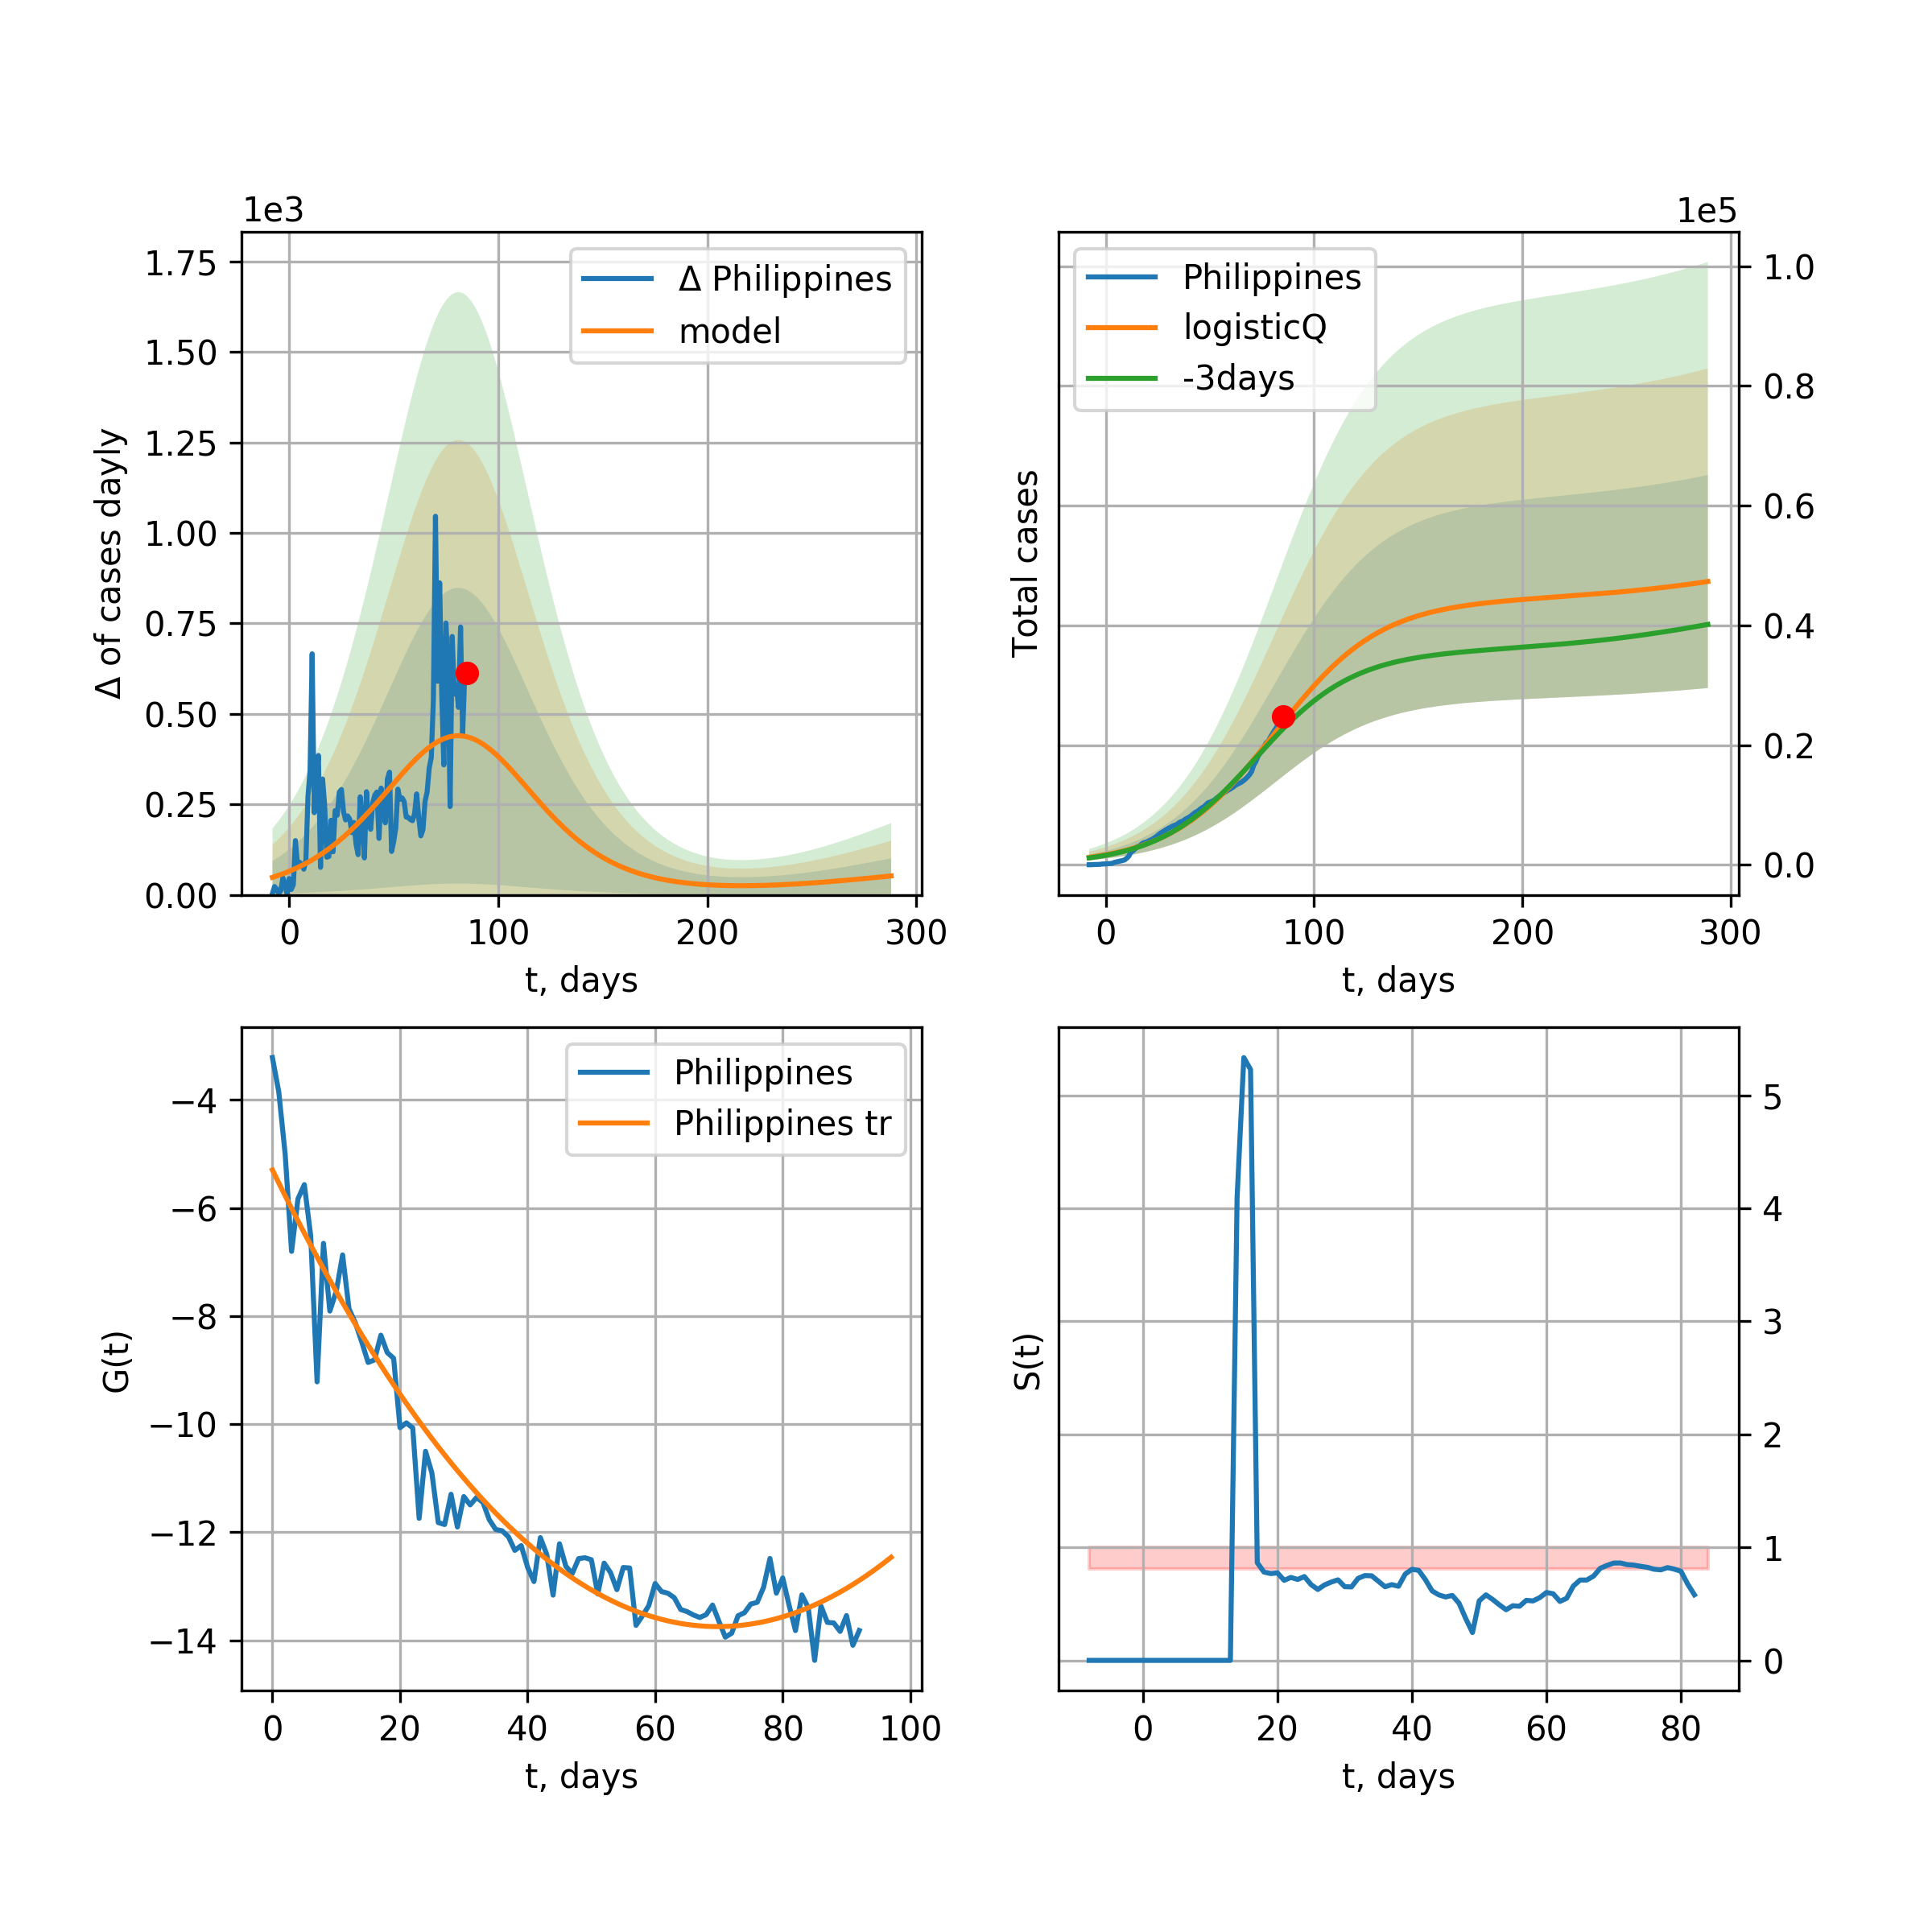 1e3
1.75
1.50
1.25
1.00
0.75
0.50
0.25
0.00
Δ of cases dayly
0 100 200 300
t, days
Δ Philippines
model
1e5
1.0
0.8
0.6
0.4
0.2
0.0
Total cases
0 100 200 300
t, days
Philippines
logisticQ
-3days
−4
−6
−8
−10
−12
−14
G(t)
0 20 40 60 80 100
t, days
Philippines
Philippines tr
5
4
3
2
1
0
S(t)
0 20 40 60 80
t, days